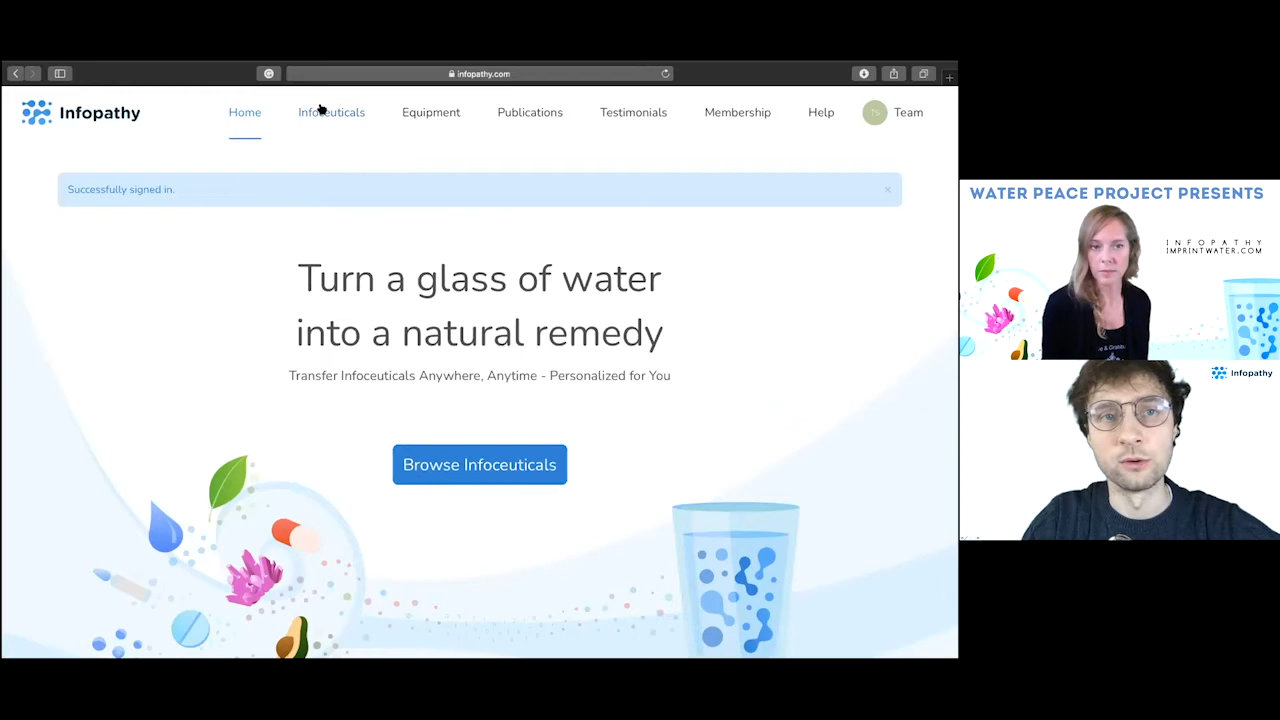 infopathy.com
Infopathy
Home
Infoceuticals
Equipment
Publications
Testimonials
Membership
Help
TS
Team
Successfully signed in.
×
Turn a glass of water
into a natural remedy
Transfer Infoceuticals Anywhere, Anytime - Personalized for You
Browse Infoceuticals
WATER PEACE PROJECT PRESENTS
INFOPATHY
IMPRINTWATER.COM
Infopathy